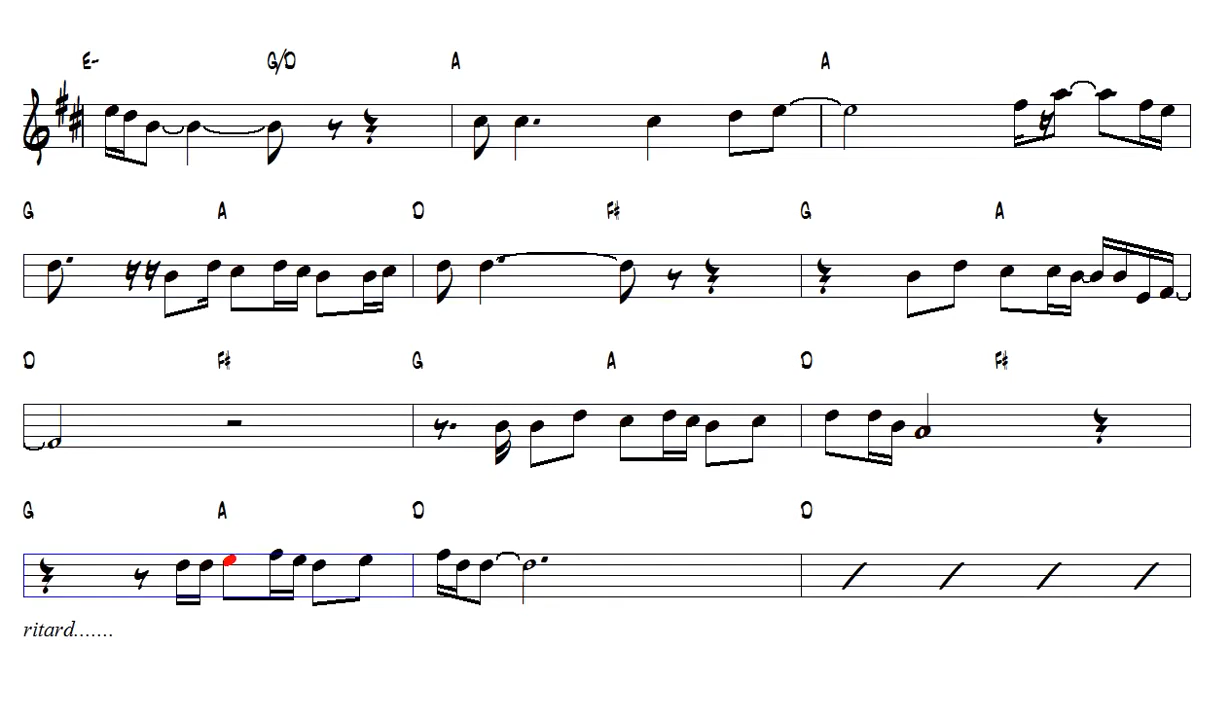 E- G/D A A
G A D F# G A
D F# G A D F#
G A D D
ritard.......